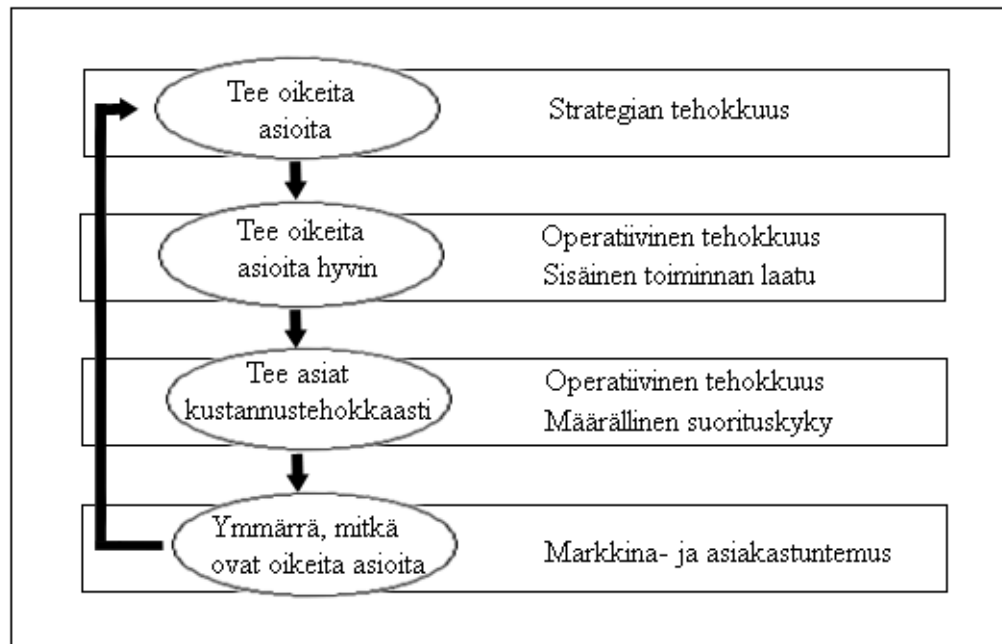 Tee oikeita
asioita
Strategian tehokkuus
Tee oikeita
asioita hyvin
Operatiivinen tehokkuus
Sisäinen toiminnan laatu
Tee asiat
kustannustehokkaasti
Operatiivinen tehokkuus
Määrällinen suorituskyky
Ymmärrä, mitkä
ovat oikeita asioita
Markkina- ja asiakastuntemus